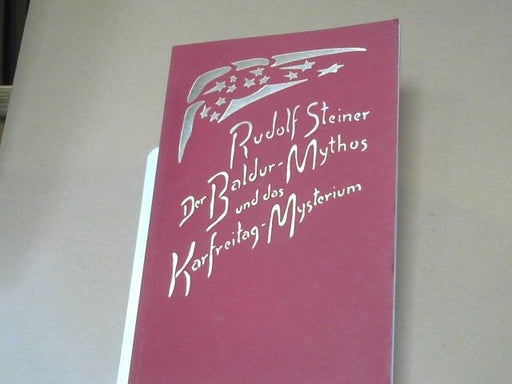 Rudolf Steiner
Der Baldur-Mythos
und das
Karfreitag-Mysterium